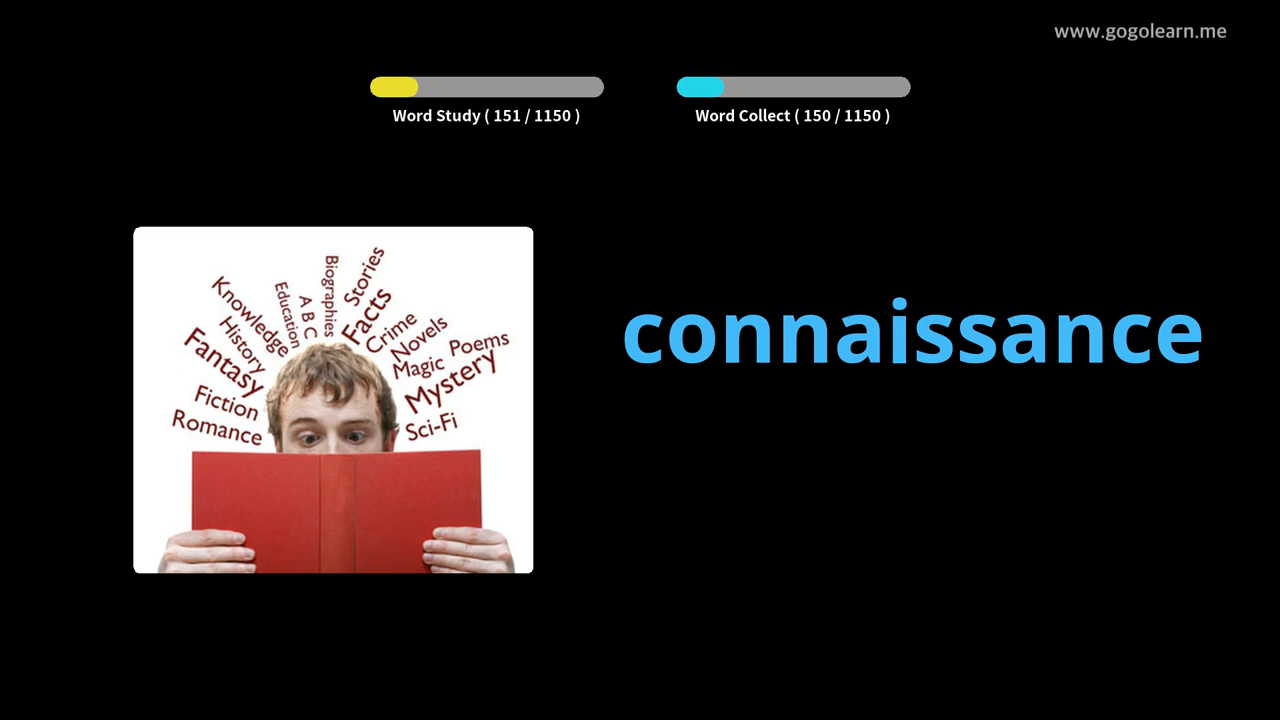 www.gogolearn.me
Word Study ( 151 / 1150 )
Word Collect ( 150 / 1150 )
connaissance
Romance
Fiction
Fantasy
History
Knowledge
Education
A B C
Biographies
Stories
Facts
Crime
Novels
Magic
Poems
Mystery
Sci-Fi